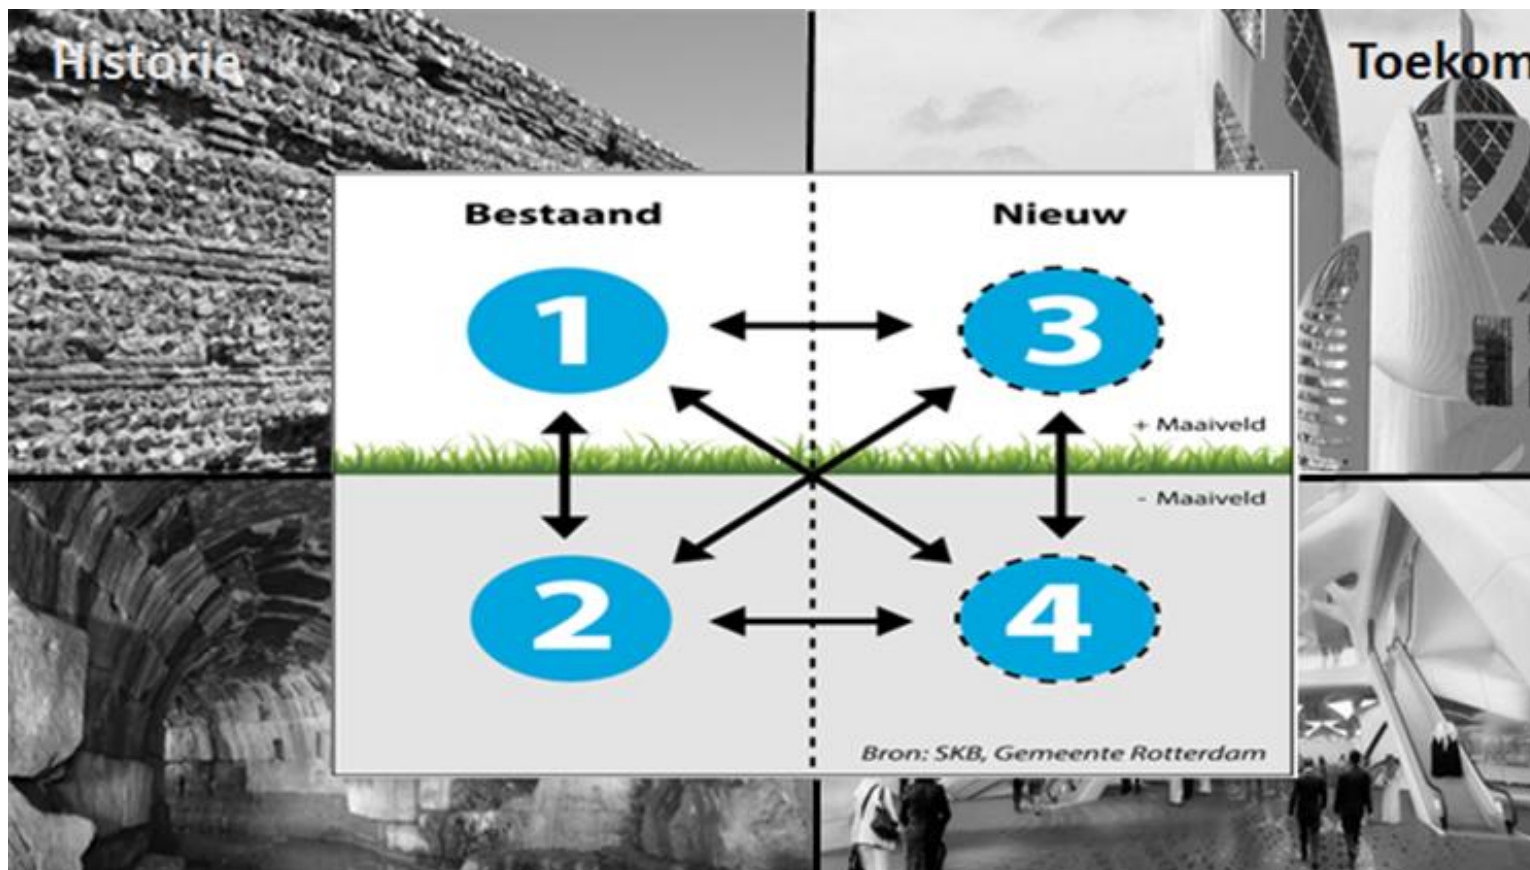 Historie
Toekom
Bestaand
Nieuw
1
3
+ Maaiveld
- Maaiveld
2
4
Bron: SKB, Gemeente Rotterdam